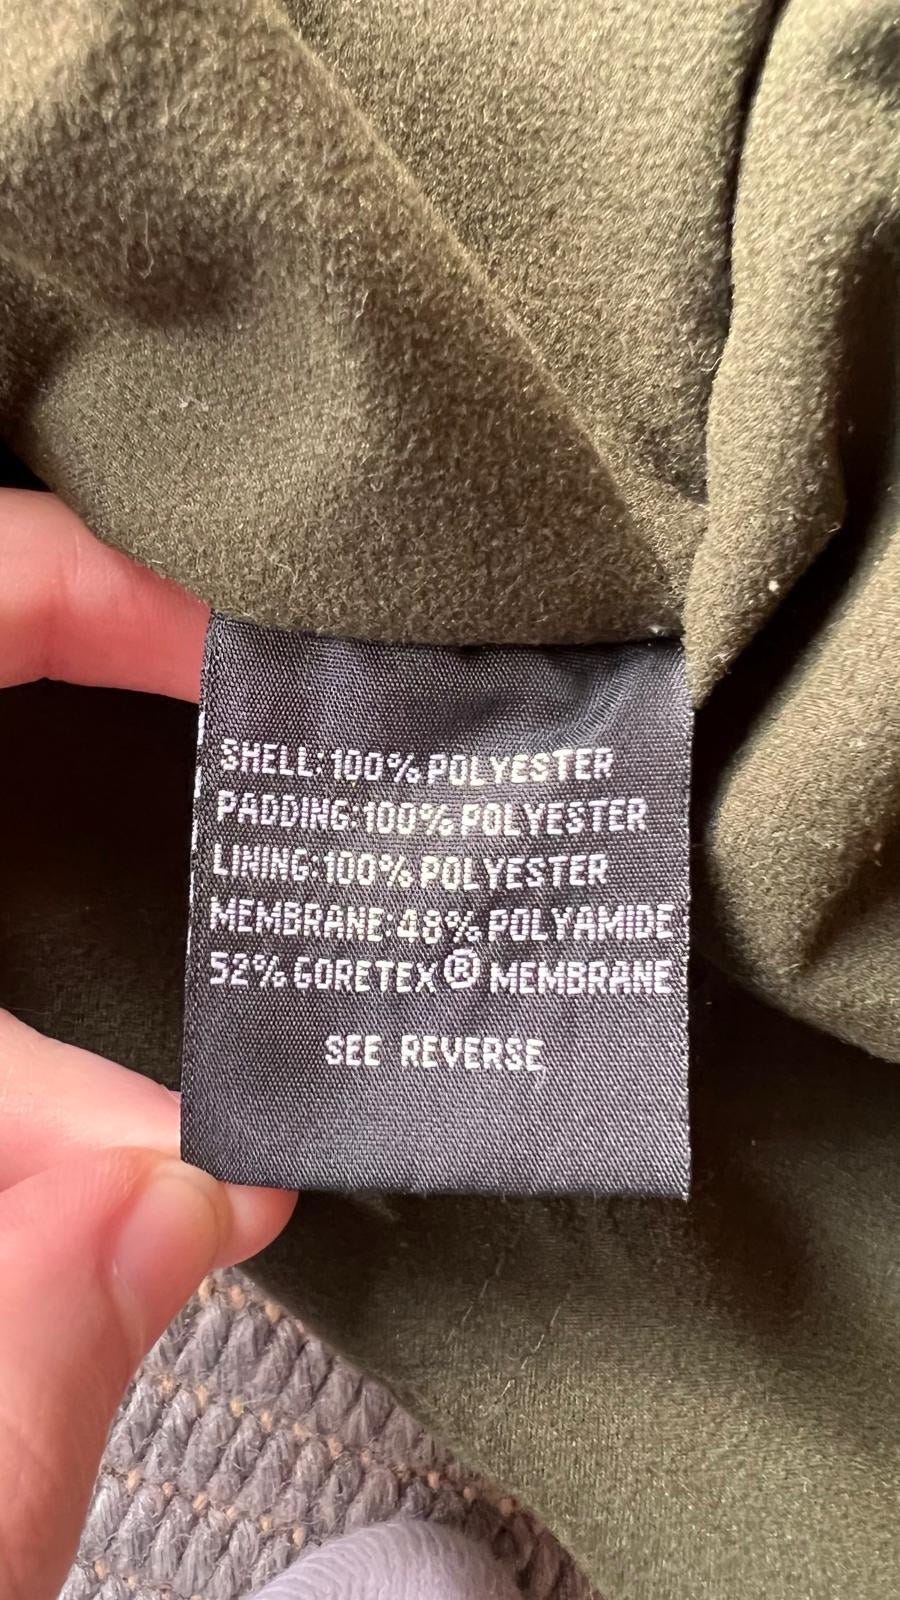 SHELL:100%POLYESTER
PADDING:100%POLYESTER
LINING:100%POLYESTER
MEMBRANE:48%POLYAMIDE
52%GORETEX® MEMBRANE
SEE REVERSE